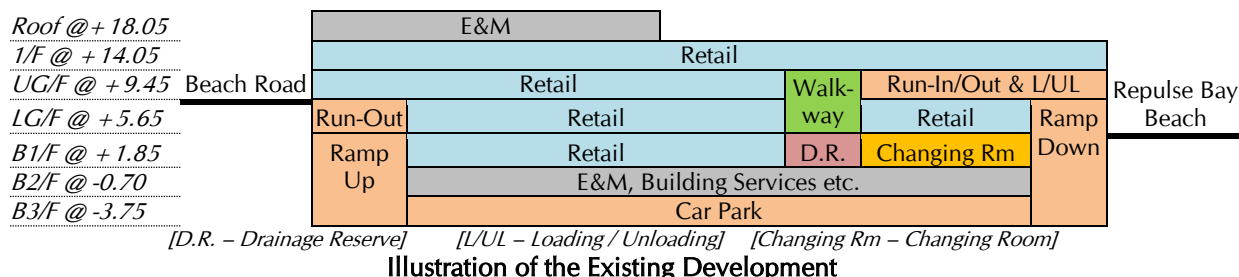 Roof @+ 18.05 E&M
1/F @ + 14.05 Retail
UG/F @ +9.45 Beach Road Retail Walk-way Run-In/Out & L/UL Repulse Bay Beach
LG/F @ +5.65 Run-Out Retail Retail Ramp Down
B1/F @ +1.85 Ramp Up Retail D.R. Changing Rm
B2/F @ -0.70 E&M, Building Services etc.
B3/F @ -3.75 Car Park
[D.R. – Drainage Reserve] [L/UL – Loading / Unloading] [Changing Rm – Changing Room]
Illustration of the Existing Development